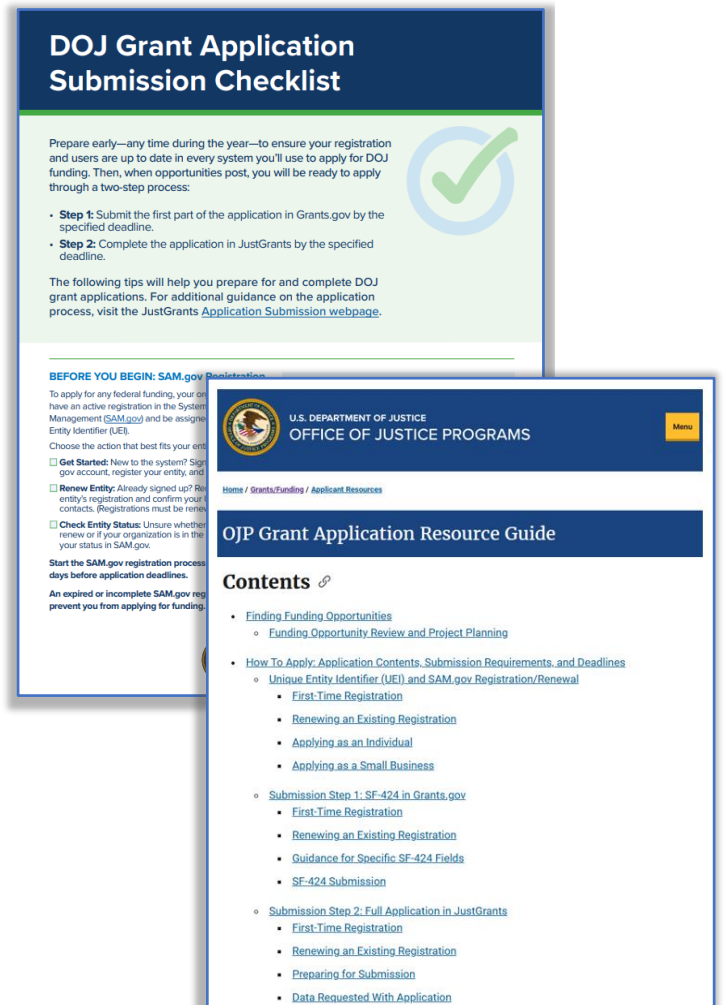 DOJ Grant Application
Submission Checklist
Prepare early—any time during the year—to ensure your registration
and users are up to date in every system you'll use to apply for DOJ
funding. Then, when opportunities post, you will be ready to apply
through a two-step process:
• Step 1: Submit the first part of the application in Grants.gov by the
specified deadline.
• Step 2: Complete the application in JustGrants by the specified
deadline.
The following tips will help you prepare for and complete DOJ
grant applications. For additional guidance on the application
process, visit the JustGrants Application Submission webpage.
BEFORE YOU BEGIN: SAM.gov Registration
To apply for any federal funding, your
have an active registration in the System
Management (SAM.gov) and be assigned
Entity Identifier (UEI).
Choose the action that best fits your
Get Started: New to the system? Sign
gov account, register your entity, and
Renew Entity: Already signed up?
entity's registration and confirm your
contacts. (Registrations must be
Check Entity Status: Unsure whether
renew or if your organization is in the
your status in SAM.gov.
Start the SAM.gov registration process
days before application deadlines.
An expired or incomplete SAM.gov
prevent you from applying for funding.
U.S. DEPARTMENT OF JUSTICE
OFFICE OF JUSTICE PROGRAMS
Menu
Home / Grants/Funding / Applicant Resources
OJP Grant Application Resource Guide
Contents
• Finding Funding Opportunities
Funding Opportunity Review and Project Planning
• How To Apply: Application Contents, Submission Requirements, and Deadlines
Unique Entity Identifier (UEI) and SAM.gov Registration/Renewal
First-Time Registration
Renewing an Existing Registration
Applying as an Individual
Applying as a Small Business
Submission Step 1: SF-424 in Grants.gov
First-Time Registration
Renewing an Existing Registration
Guidance for Specific SF-424 Fields
SF-424 Submission
Submission Step 2: Full Application in JustGrants
First-Time Registration
Renewing an Existing Registration
Preparing for Submission
Data Requested With Application